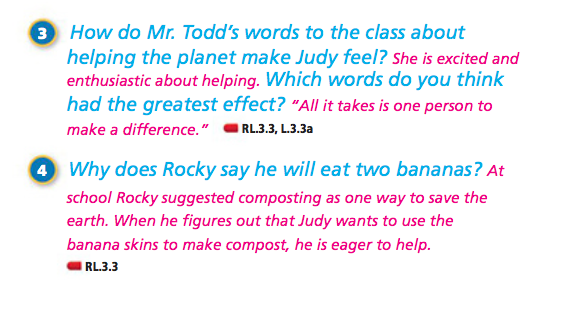 3 How do Mr. Todd's words to the class about
helping the planet make Judy feel? She is excited and
enthusiastic about helping. Which words do you think
had the greatest effect? “All it takes is one person to
make a difference.” RL.3.3, L.3.3a
4 Why does Rocky say he will eat two bananas? At
school Rocky suggested composting as one way to save the
earth. When he figures out that Judy wants to use the
banana skins to make compost, he is eager to help.
RL.3.3